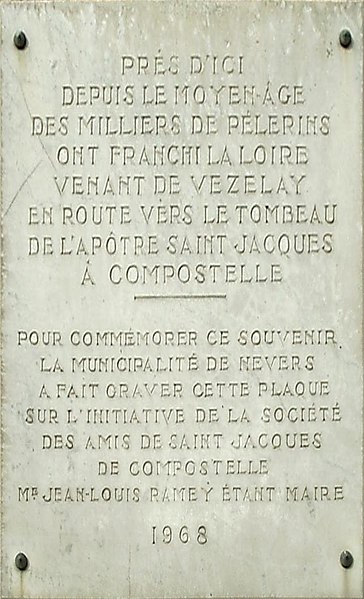 PRÉS D'ICI
DEPUIS LE MOYEN-ÂGE
DES MILLIERS DE PÈLERINS
ONT FRANCHI LA LOIRE
VENANT DE VEZELAY
EN ROUTE VERS LE TOMBEAU
DE L'APÔTRE SAINT JACQUES
Á COMPOSTELLE
POUR COMMÉMORER CE SOUVENIR
LA MUNICIPALITÉ DE NEVERS
A FAIT GRAVER CETTE PLAQUE
SUR L'INITIATIVE DE LA SOCIÉTÉ
DES AMIS DE SAINT JACQUES
DE COMPOSTELLE
MR JEAN-LOUIS RAMEY ÉTANT MAIRE
1968